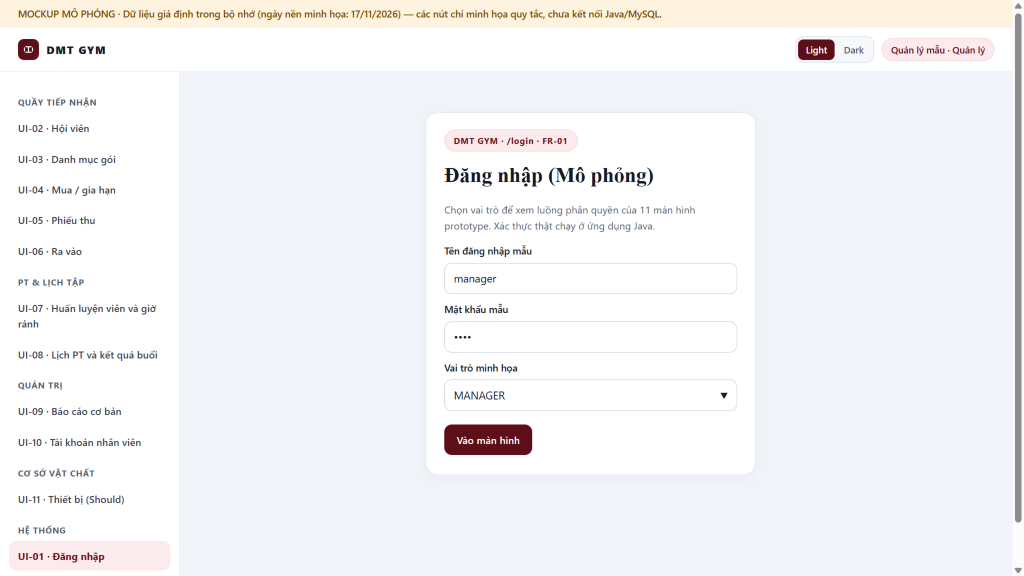 MOCKUP MÔ PHỎNG · Dữ liệu giả định trong bộ nhớ (ngày nền minh họa: 17/11/2026) — các nút chỉ minh họa quy tắc, chưa kết nối Java/MySQL.
DMT GYM
Light
Dark
Quản lý mẫu · Quản lý
QUẦY TIẾP NHẬN
UI-02 · Hội viên
UI-03 · Danh mục gói
UI-04 · Mua / gia hạn
UI-05 · Phiếu thu
UI-06 · Ra vào
PT & LỊCH TẬP
UI-07 · Huấn luyện viên và giờ
rảnh
UI-08 · Lịch PT và kết quả buổi
QUẢN TRỊ
UI-09 · Báo cáo cơ bản
UI-10 · Tài khoản nhân viên
CƠ SỞ VẬT CHẤT
UI-11 · Thiết bị (Should)
HỆ THỐNG
UI-01 · Đăng nhập
DMT GYM · /login · FR-01
Đăng nhập (Mô phỏng)
Chọn vai trò để xem luồng phân quyền của 11 màn hình
prototype. Xác thực thật chạy ở ứng dụng Java.
Tên đăng nhập mẫu
manager
Mật khẩu mẫu
••••
Vai trò minh họa
MANAGER
Vào màn hình